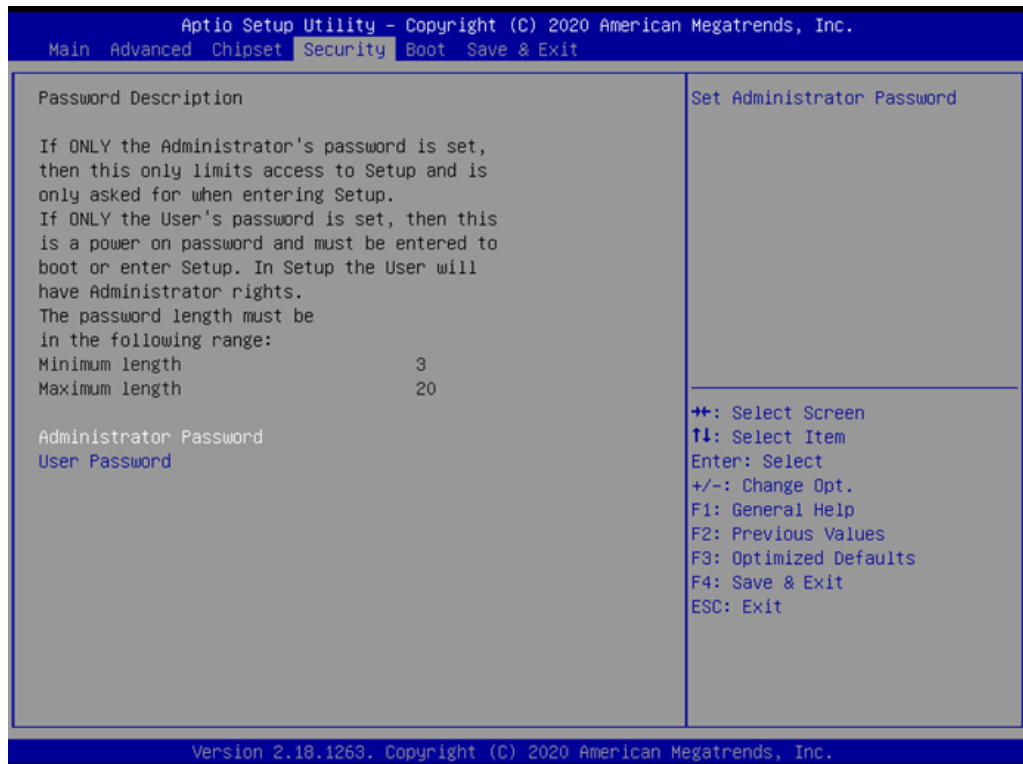 Aptio Setup Utility – Copyright (C) 2020 American Megatrends, Inc.
Main Advanced Chipset Security Boot Save & Exit
Password Description
If ONLY the Administrator's password is set,
then this only limits access to Setup and is
only asked for when entering Setup.
If ONLY the User's password is set, then this
is a power on password and must be entered to
boot or enter Setup. In Setup the User will
have Administrator rights.
The password length must be
in the following range:
Minimum length 3
Maximum length 20
Administrator Password
User Password
Set Administrator Password
→←: Select Screen
↑↓: Select Item
Enter: Select
+/-: Change Opt.
F1: General Help
F2: Previous Values
F3: Optimized Defaults
F4: Save & Exit
ESC: Exit
Version 2.18.1263. Copyright (C) 2020 American Megatrends, Inc.